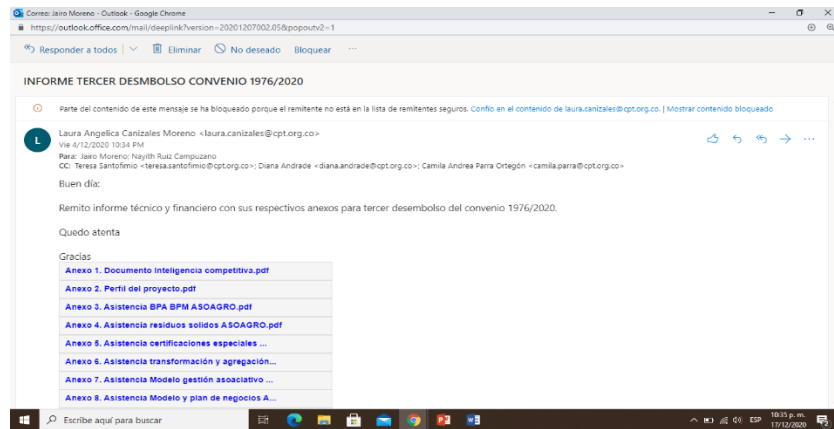 Correo: Jairo Moreno - Outlook - Google Chrome
https://outlook.office.com/mail/deeplink?version=20201207002.05&popoutv2=1
Responder a todos Eliminar No deseado Bloquear ...
INFORME TERCER DESMBOLSO CONVENIO 1976/2020
Parte del contenido de este mensaje se ha bloqueado porque el remitente no está en la lista de remitentes seguros. Confío en el contenido de laura.canizales@cpt.org.co. | Mostrar contenido bloqueado
L
Laura Angelica Canizales Moreno <laura.canizales@cpt.org.co>
Vie 4/12/2020 10:34 PM
Para: Jairo Moreno; Nayith Ruiz Campuzano
CC: Teresa Santofimio <teresa.santofimio@cpt.org.co>; Diana Andrade <diana.andrade@cpt.org.co>; Camila Andrea Parra Ortegón <camila.parra@cpt.org.co>
Buen día:
Remito informe técnico y financiero con sus respectivos anexos para tercer desembolso del convenio 1976/2020.
Quedo atenta
Gracias
Anexo 1. Documento Inteligencia competitiva.pdf
Anexo 2. Perfil del proyecto.pdf
Anexo 3. Asistencia BPA BPM ASOAGRO.pdf
Anexo 4. Asistencia residuos solidos ASOAGRO.pdf
Anexo 5. Asistencia certificaciones especiales ...
Anexo 6. Asistencia transformación y agregación...
Anexo 7. Asistencia Modelo gestión asoaciativo ...
Anexo 8. Asistencia Modelo y plan de negocios A...
Escribe aquí para buscar
ESP
10:35 p. m.
17/12/2020